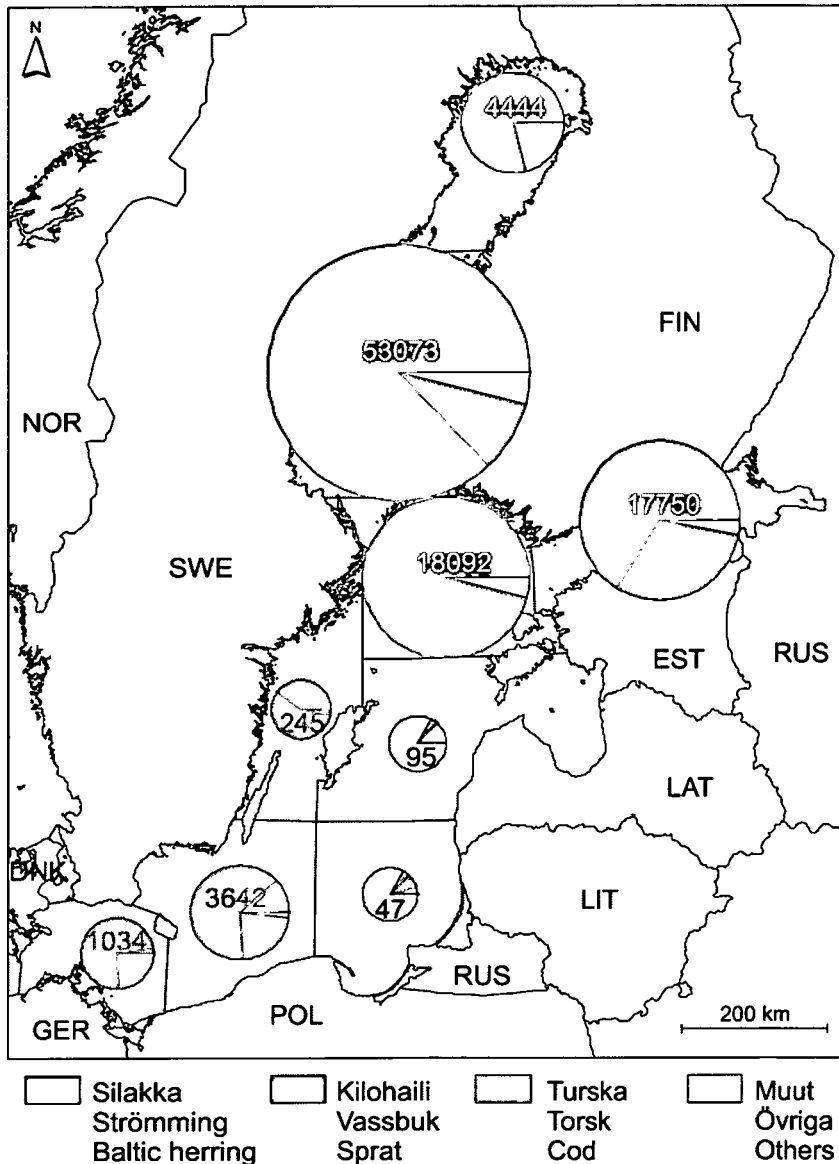 N
4444
53073
FIN
NOR
17750
18092
SWE
EST
RUS
245
95
LAT
DNK
3642
47
LIT
1034
RUS
GER
POL
200 km
Silakka
Strömming
Baltic herring
Kilohaili
Vassbuk
Sprat
Turska
Torsk
Cod
Muut
Övriga
Others